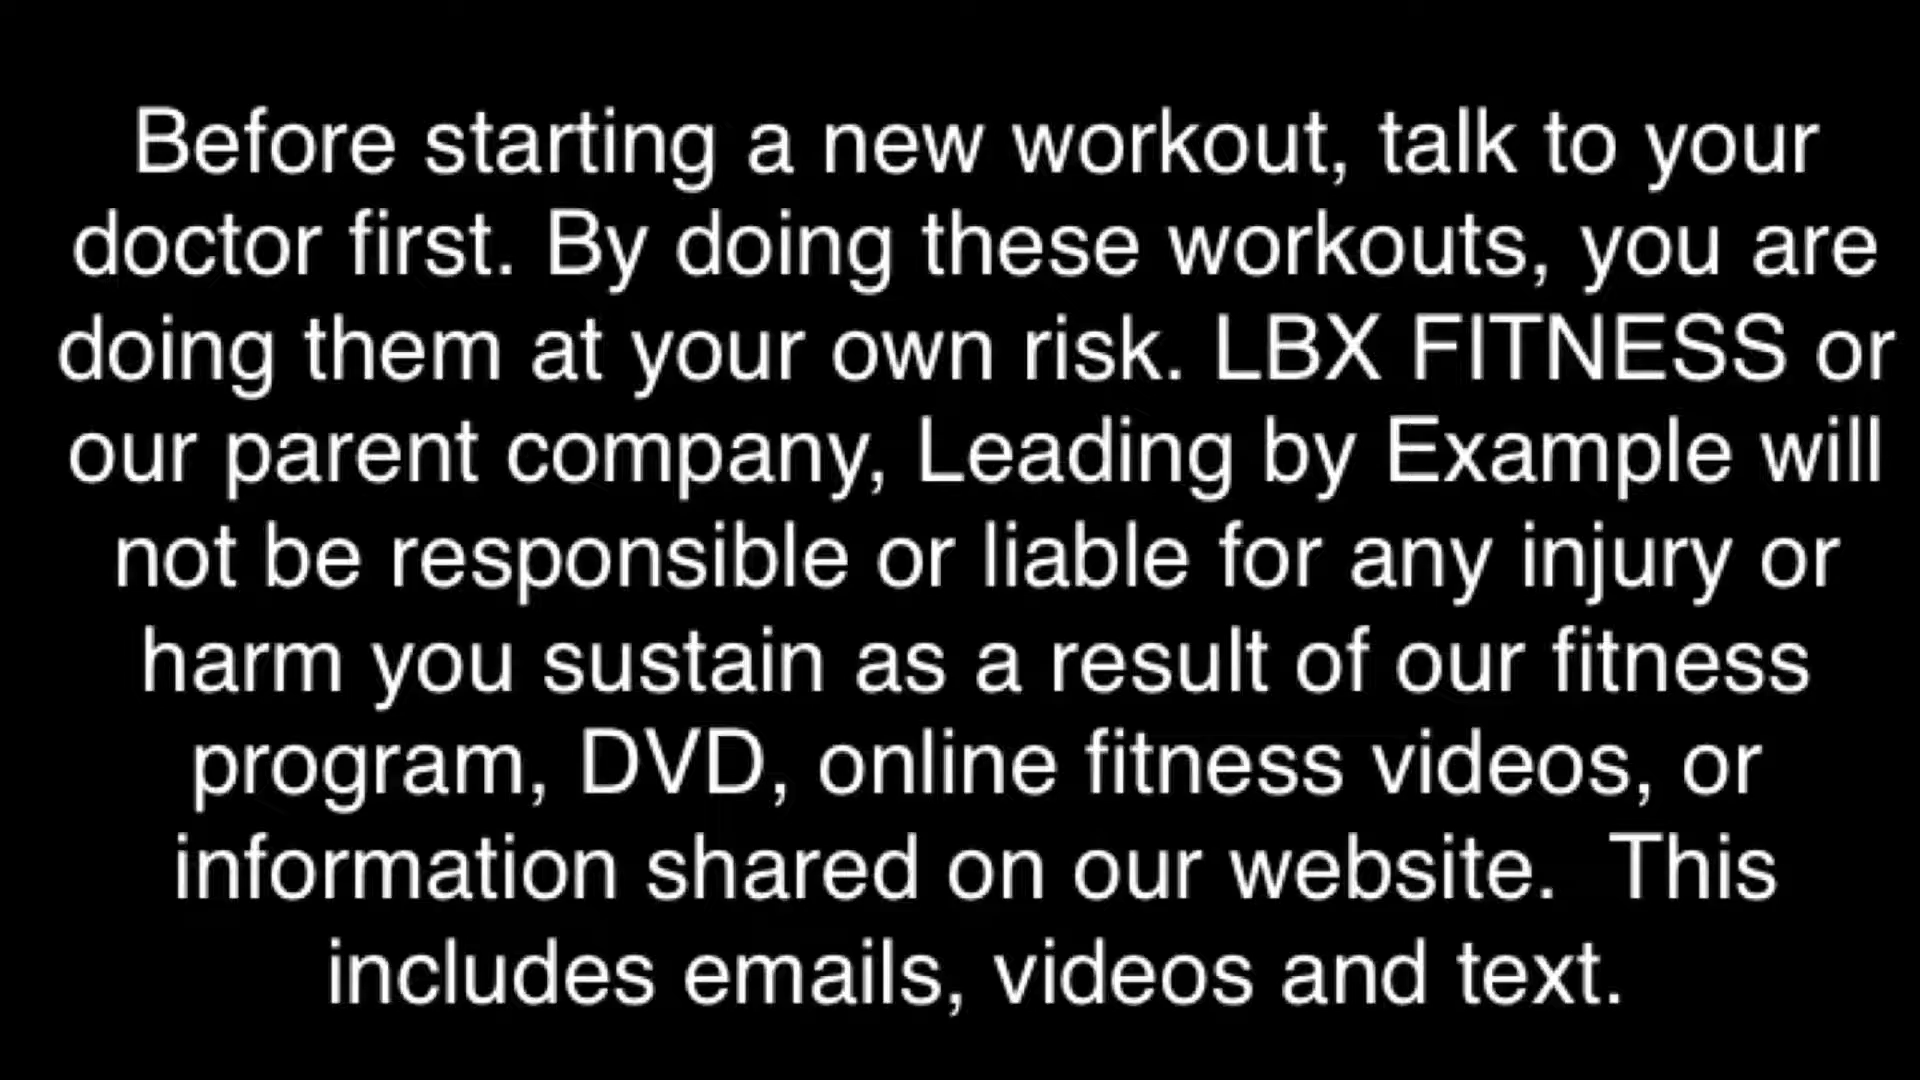 Before starting a new workout, talk to your
doctor first. By doing these workouts, you are
doing them at your own risk. LBX FITNESS or
our parent company, Leading by Example will
not be responsible or liable for any injury or
harm you sustain as a result of our fitness
program, DVD, online fitness videos, or
information shared on our website.  This
includes emails, videos and text.